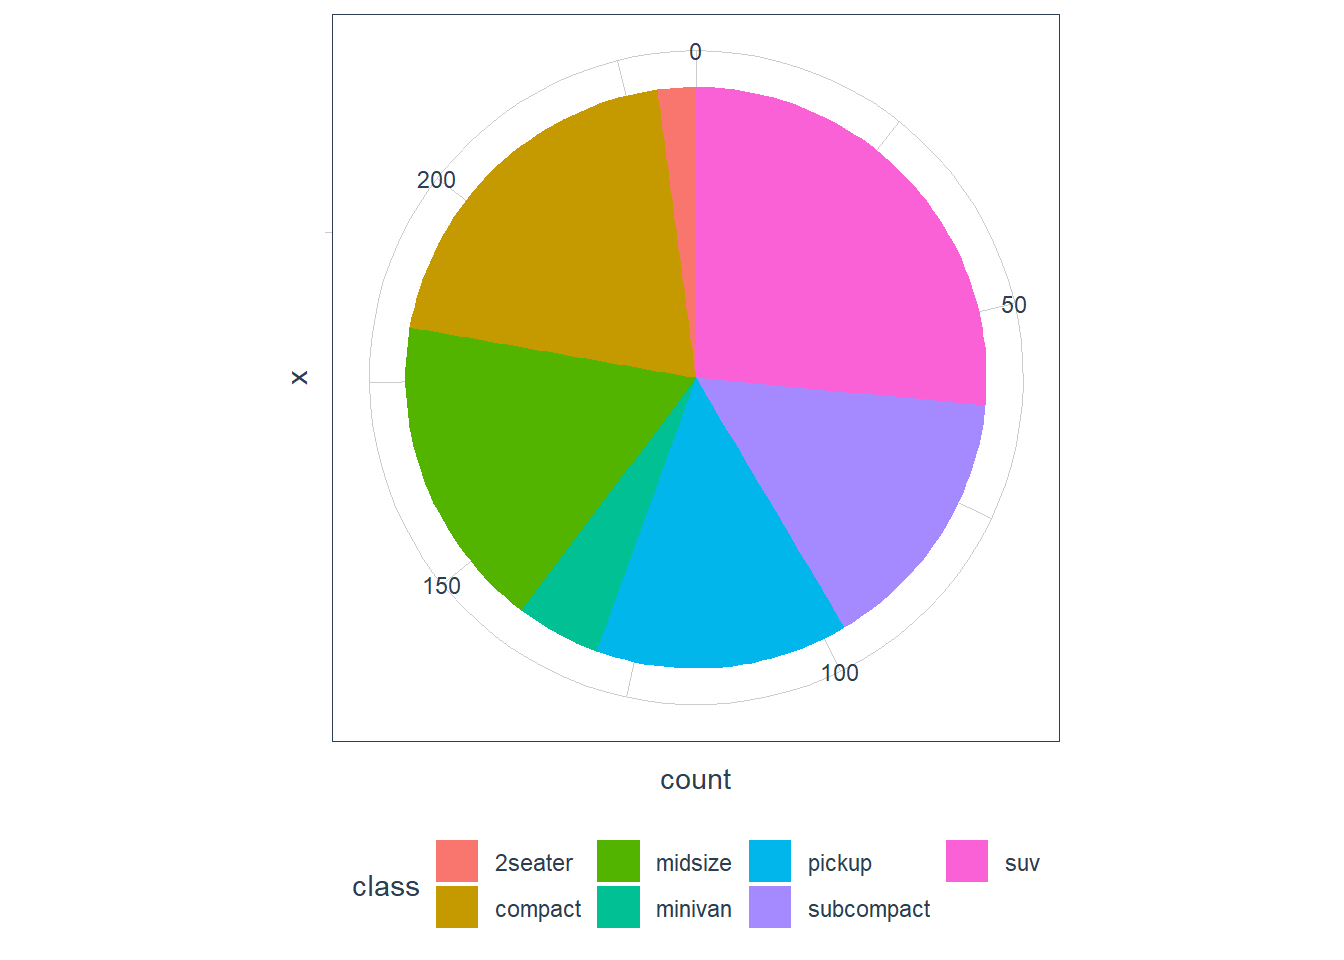 0
200
50
x
150
100
count
class
2seater midsize pickup suv
compact minivan subcompact